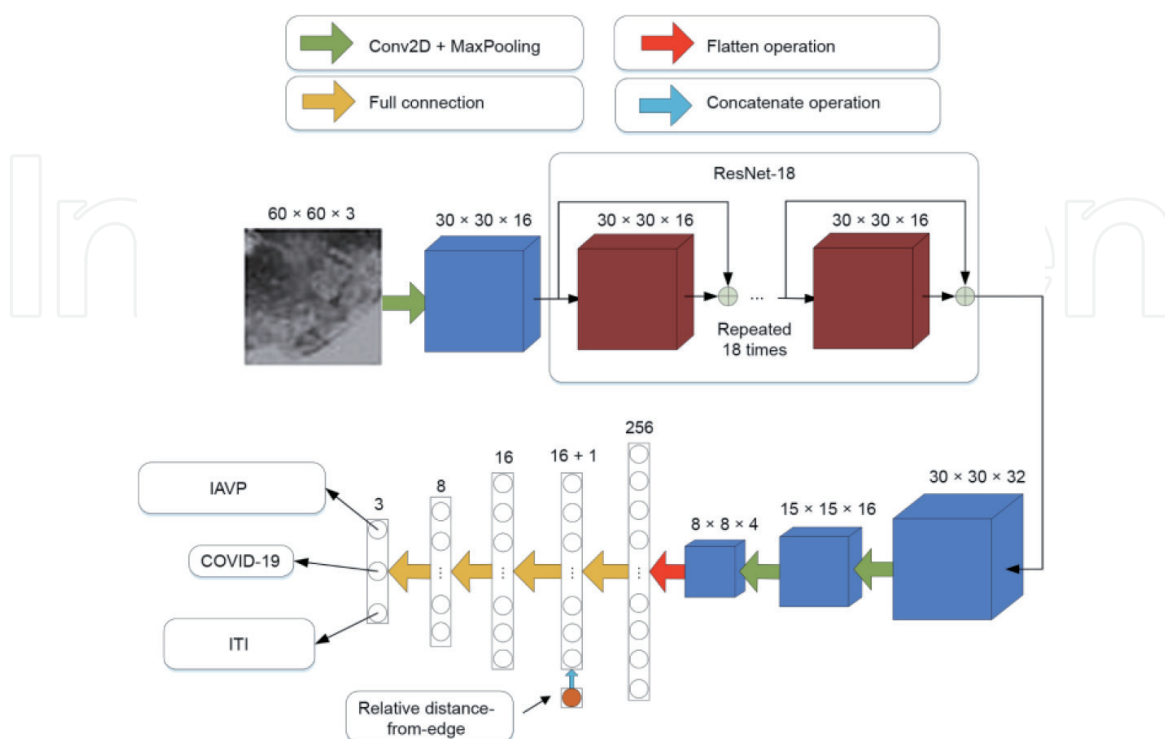 Conv2D + MaxPooling
Flatten operation
Full connection
Concatenate operation
ResNet-18
60 × 60 × 3
30 × 30 × 16
30 × 30 × 16
30 × 30 × 16
...
Repeated
18 times
256
16 + 1
16
8
3
30 × 30 × 32
15 × 15 × 16
8 × 8 × 4
IAVP
COVID-19
ITI
Relative distance-
from-edge